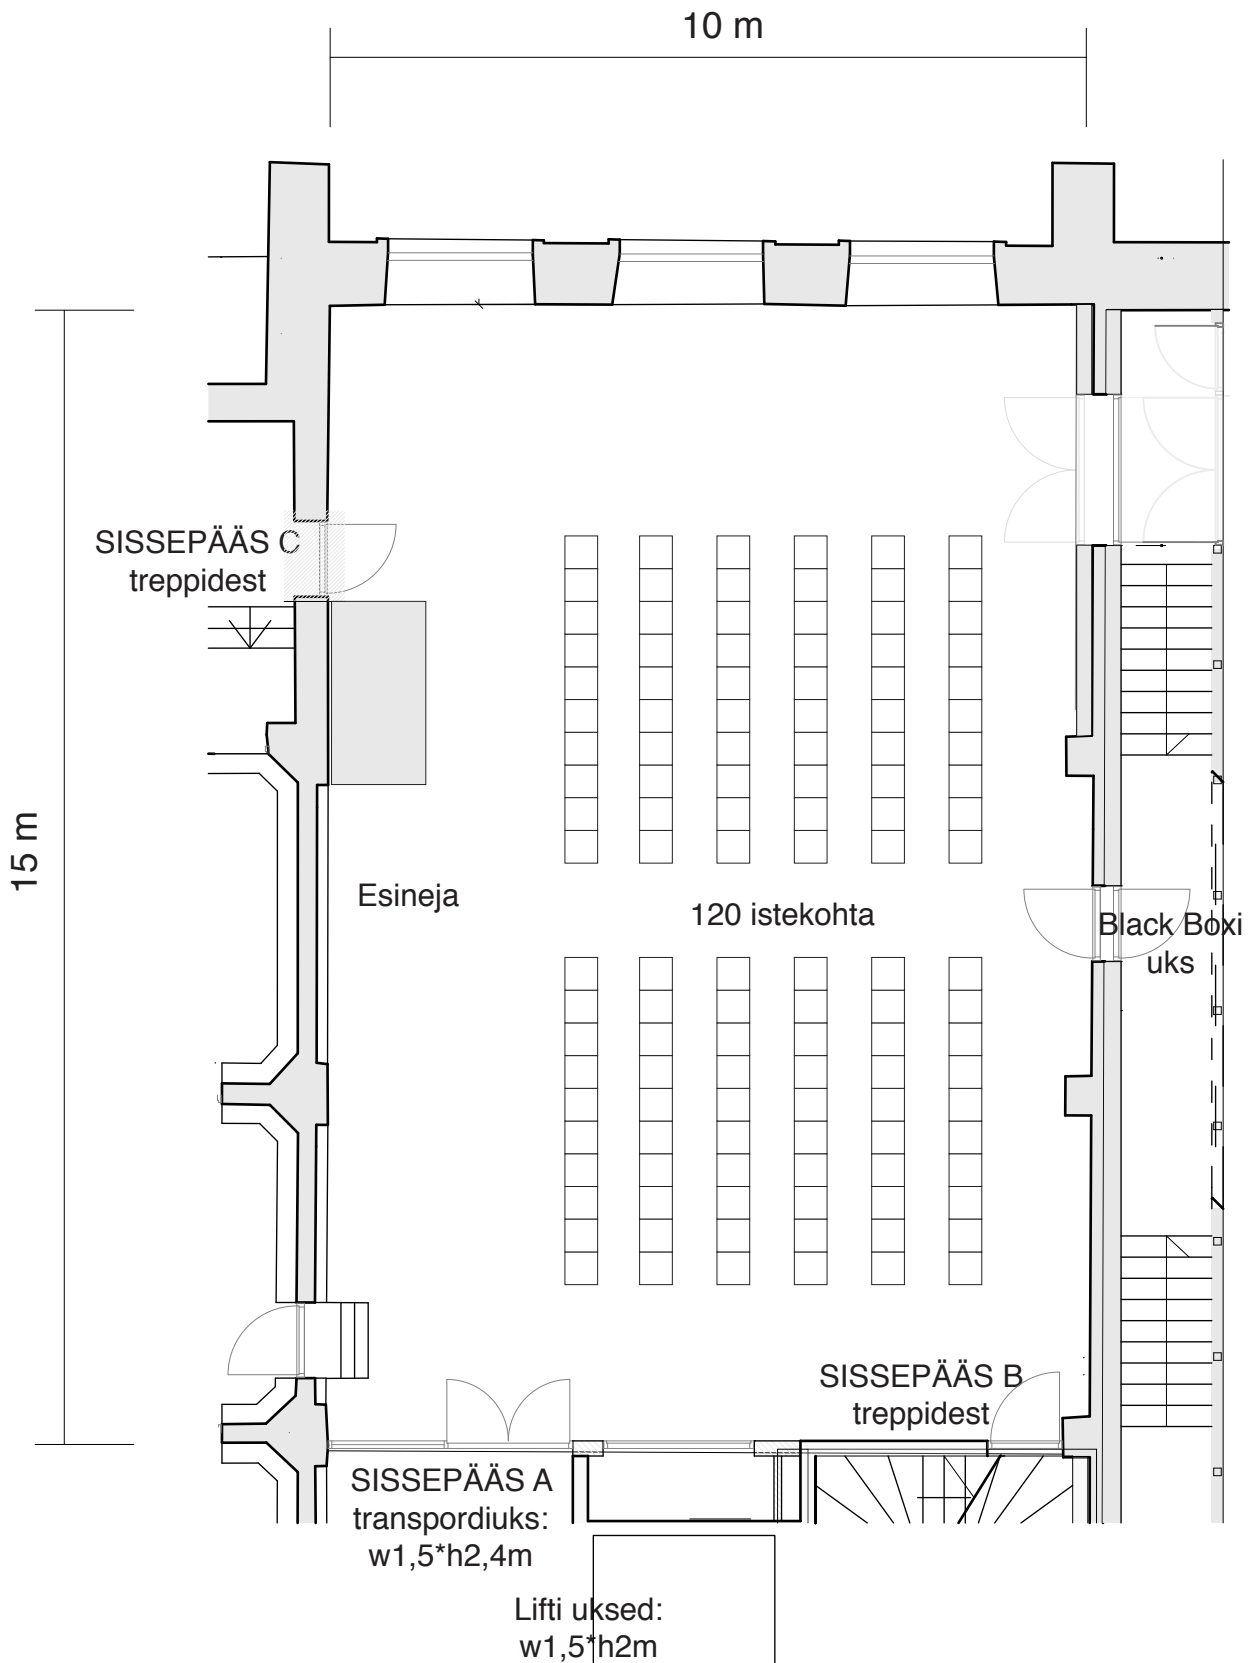 10 m
SISSEPÄÄS C
treppidest
15 m
Esineja
120 istekohta
Black Boxi
uks
SISSEPÄÄS B
treppidest
SISSEPÄÄS A
transpordiuks:
w1,5*h2,4m
Lifti uksed:
w1,5*h2m